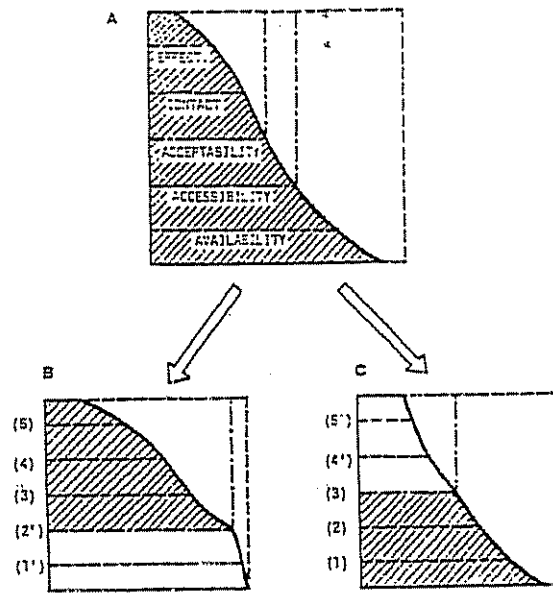 A
EFFECT.
CONTACT
ACCEPTABILITY
ACCESSIBILITY
AVAILABILITY
B
(5)
(4)
(3)
(2')
(1')
C
(5')
(4')
(3)
(2)
(1)